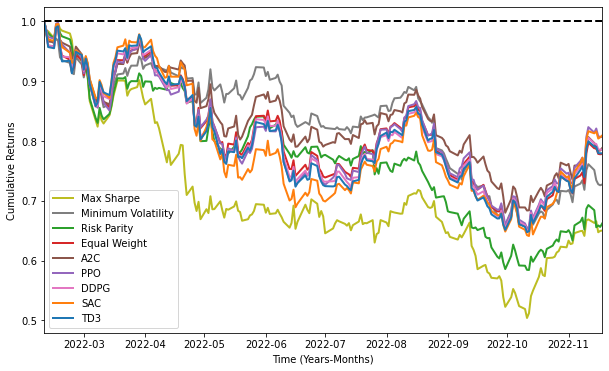 Cumulative Returns
1.0
0.9
0.8
0.7
0.6
0.5
Max Sharpe
Minimum Volatility
Risk Parity
Equal Weight
A2C
PPO
DDPG
SAC
TD3
2022-03 2022-04 2022-05 2022-06 2022-07 2022-08 2022-09 2022-10 2022-11
Time (Years-Months)